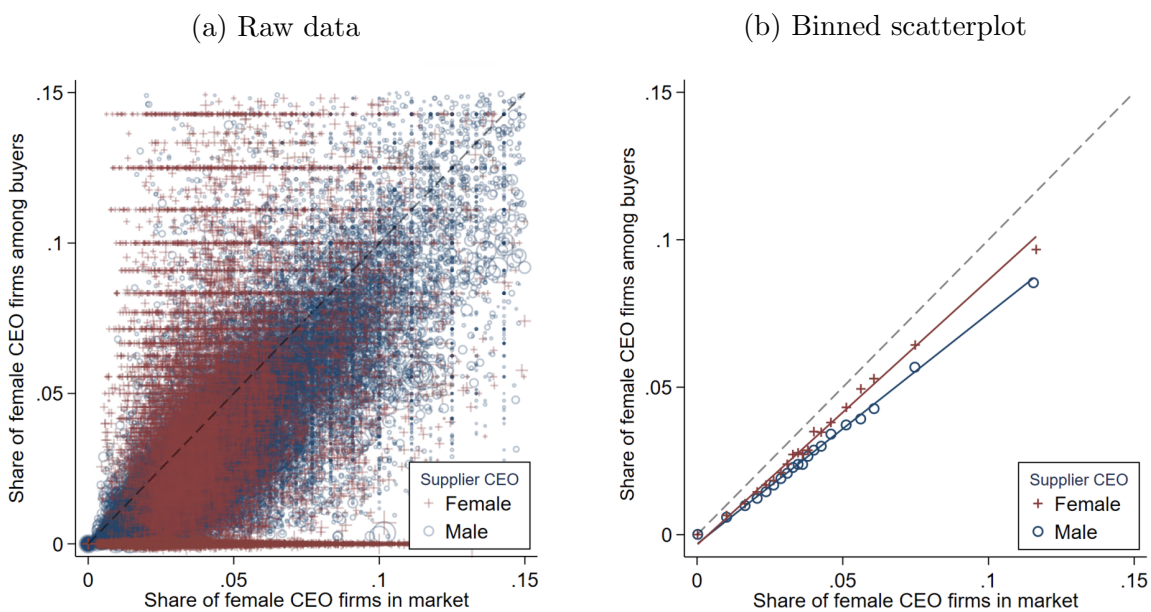 (a) Raw data
.15
.1
.05
0
Share of female CEO firms among buyers
0
.05
.1
.15
Share of female CEO firms in market
Supplier CEO
Female
Male
(b) Binned scatterplot
.15
.1
.05
0
Share of female CEO firms among buyers
0
.05
.1
.15
Share of female CEO firms in market
Supplier CEO
Female
Male